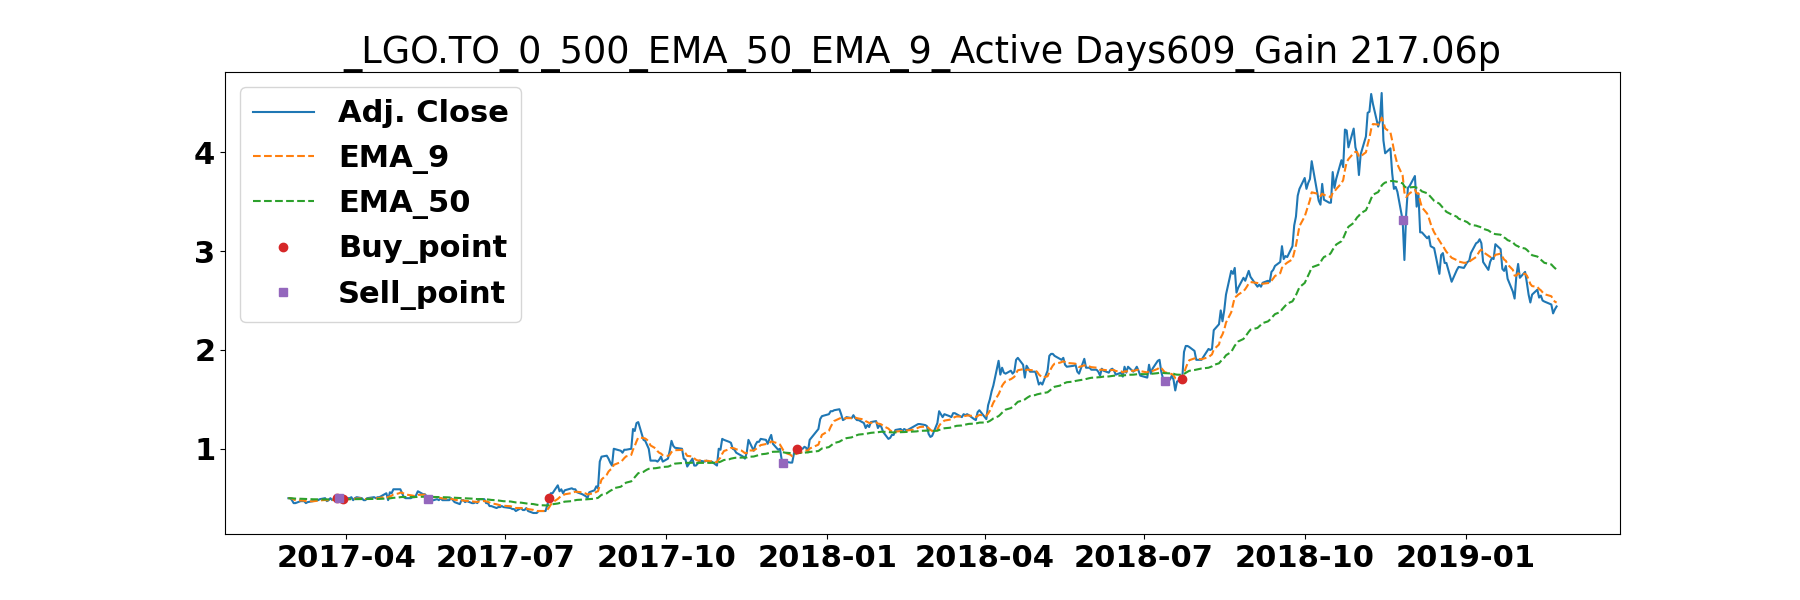 _LGO.TO_0_500_EMA_50_EMA_9_Active Days609_Gain 217.06p
Adj. Close
EMA_9
EMA_50
Buy_point
Sell_point
4
3
2
1
2017-04 2017-07 2017-10 2018-01 2018-04 2018-07 2018-10 2019-01